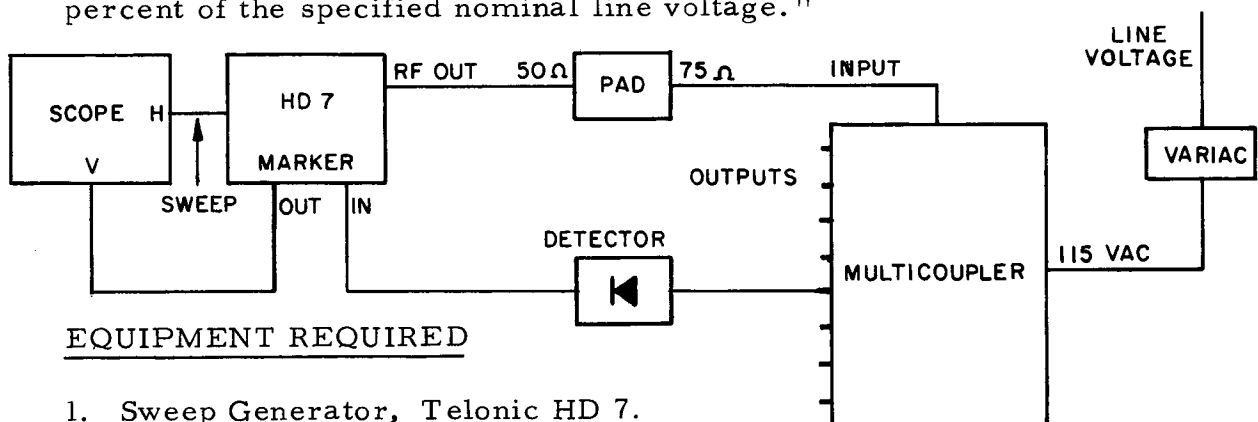 percent of the specified nominal line voltage."
LINE
VOLTAGE
RF OUT 50Ω PAD 75Ω INPUT
SCOPE H
HD 7
V
MARKER
VARIAC
SWEEP
OUT IN
OUTPUTS
DETECTOR
MULTICOUPLER
115 VAC
EQUIPMENT REQUIRED
1. Sweep Generator, Telonic HD 7.